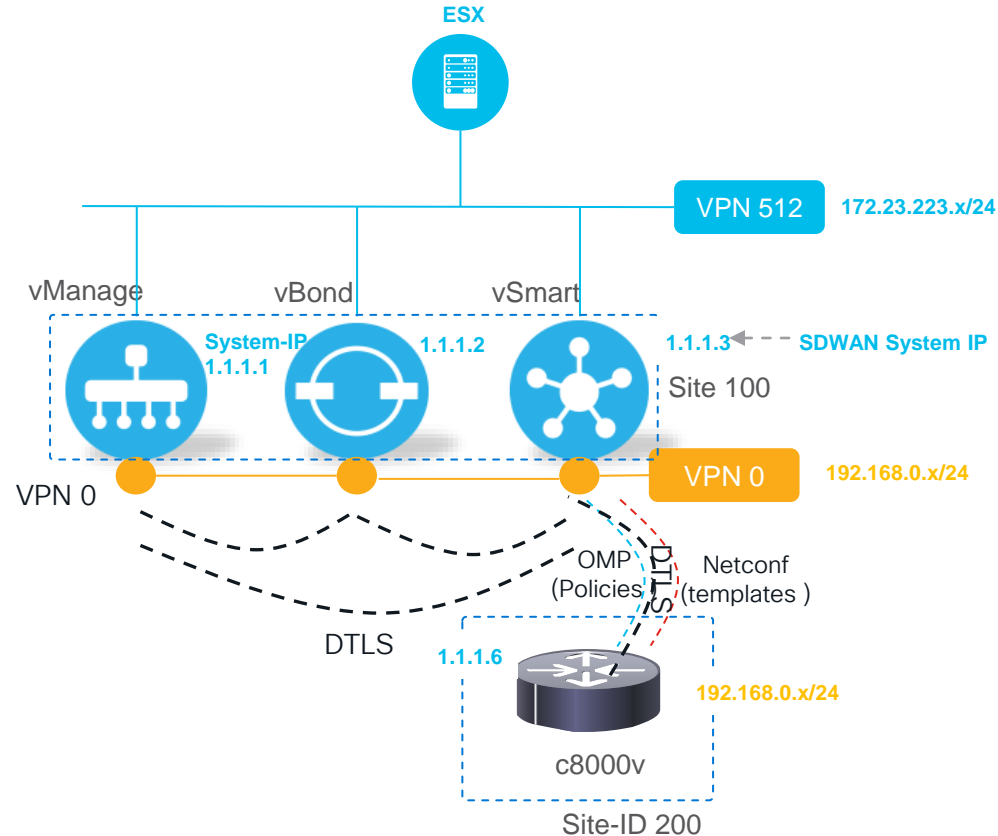 ESX
VPN 512
172.23.223.x/24
vManage
vBond
vSmart
System-IP
1.1.1.1
1.1.1.2
1.1.1.3
SDWAN System IP
Site 100
VPN 0
VPN 0
192.168.0.x/24
OMP
(Policies
DTLS
Netconf
(templates )
DTLS
1.1.1.6
192.168.0.x/24
c8000v
Site-ID 200